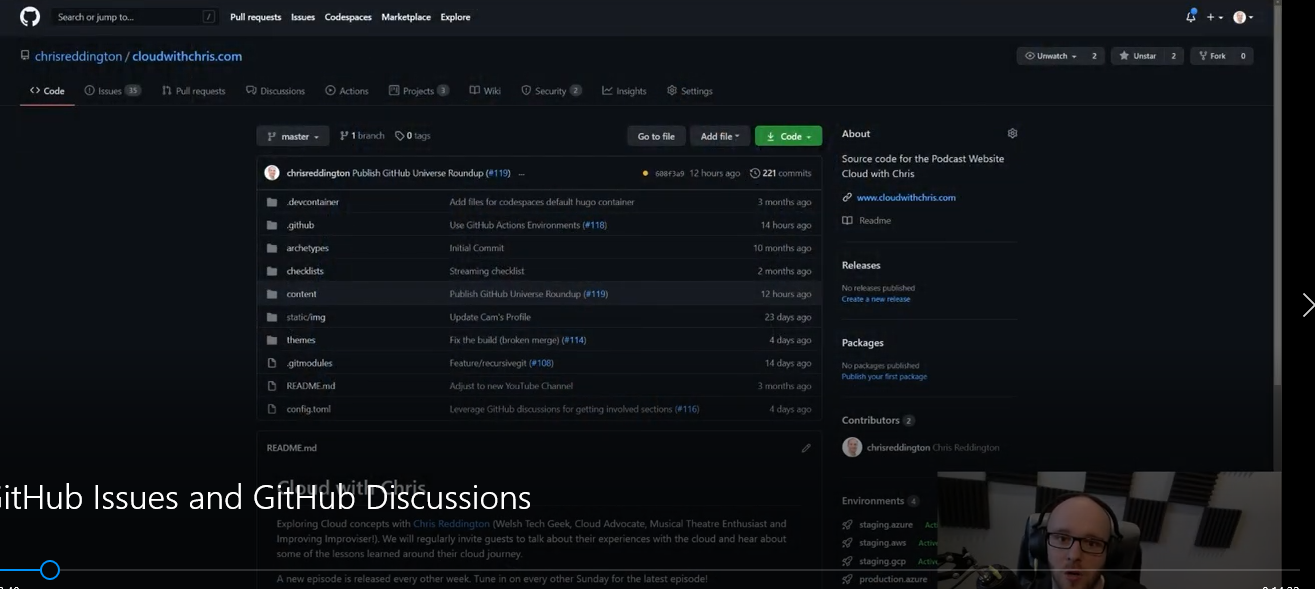 Search or jump to... / Pull requests Issues Codespaces Marketplace Explore
chrisreddington / cloudwithchris.com
Unwatch 2 Unstar 2 Fork 0
Code Issues 35 Pull requests Discussions Actions Projects 3 Wiki Security 2 Insights Settings
master 1 branch 0 tags Go to file Add file Code
chrisreddington Publish GitHub Universe Roundup (#119) ... 608f3a9 12 hours ago 221 commits
.devcontainer Add files for codespaces default hugo container 3 months ago
.github Use GitHub Actions Environments (#118) 14 hours ago
archetypes Initial Commit 10 months ago
checklists Streaming checklist 2 months ago
content Publish GitHub Universe Roundup (#119) 12 hours ago
static/img Update Cam's Profile 23 days ago
themes Fix the build (broken merge) (#114) 4 days ago
.gitmodules Feature/recursivegit (#108) 14 days ago
README.md Adjust to new YouTube Channel 3 months ago
config.toml Leverage GitHub discussions for getting involved sections (#116) 4 days ago
README.md
Cloud with Chris
Exploring Cloud concepts with Chris Reddington (Welsh Tech Geek, Cloud Advocate, Musical Theatre Enthusiast and
Improving Improviser!). We will regularly invite guests to talk about their experiences with the cloud and hear about
some of the lessons learned around their cloud journey.
A new episode is released every other week. Tune in on every other Sunday for the latest episode!
About
Source code for the Podcast Website
Cloud with Chris
www.cloudwithchris.com
Readme
Releases
No releases published
Create a new release
Packages
No packages published
Publish your first package
Contributors 2
chrisreddington Chris Reddington
Environments 4
staging.azure
staging.aws
staging.gcp
production.azure
GitHub Issues and GitHub Discussions